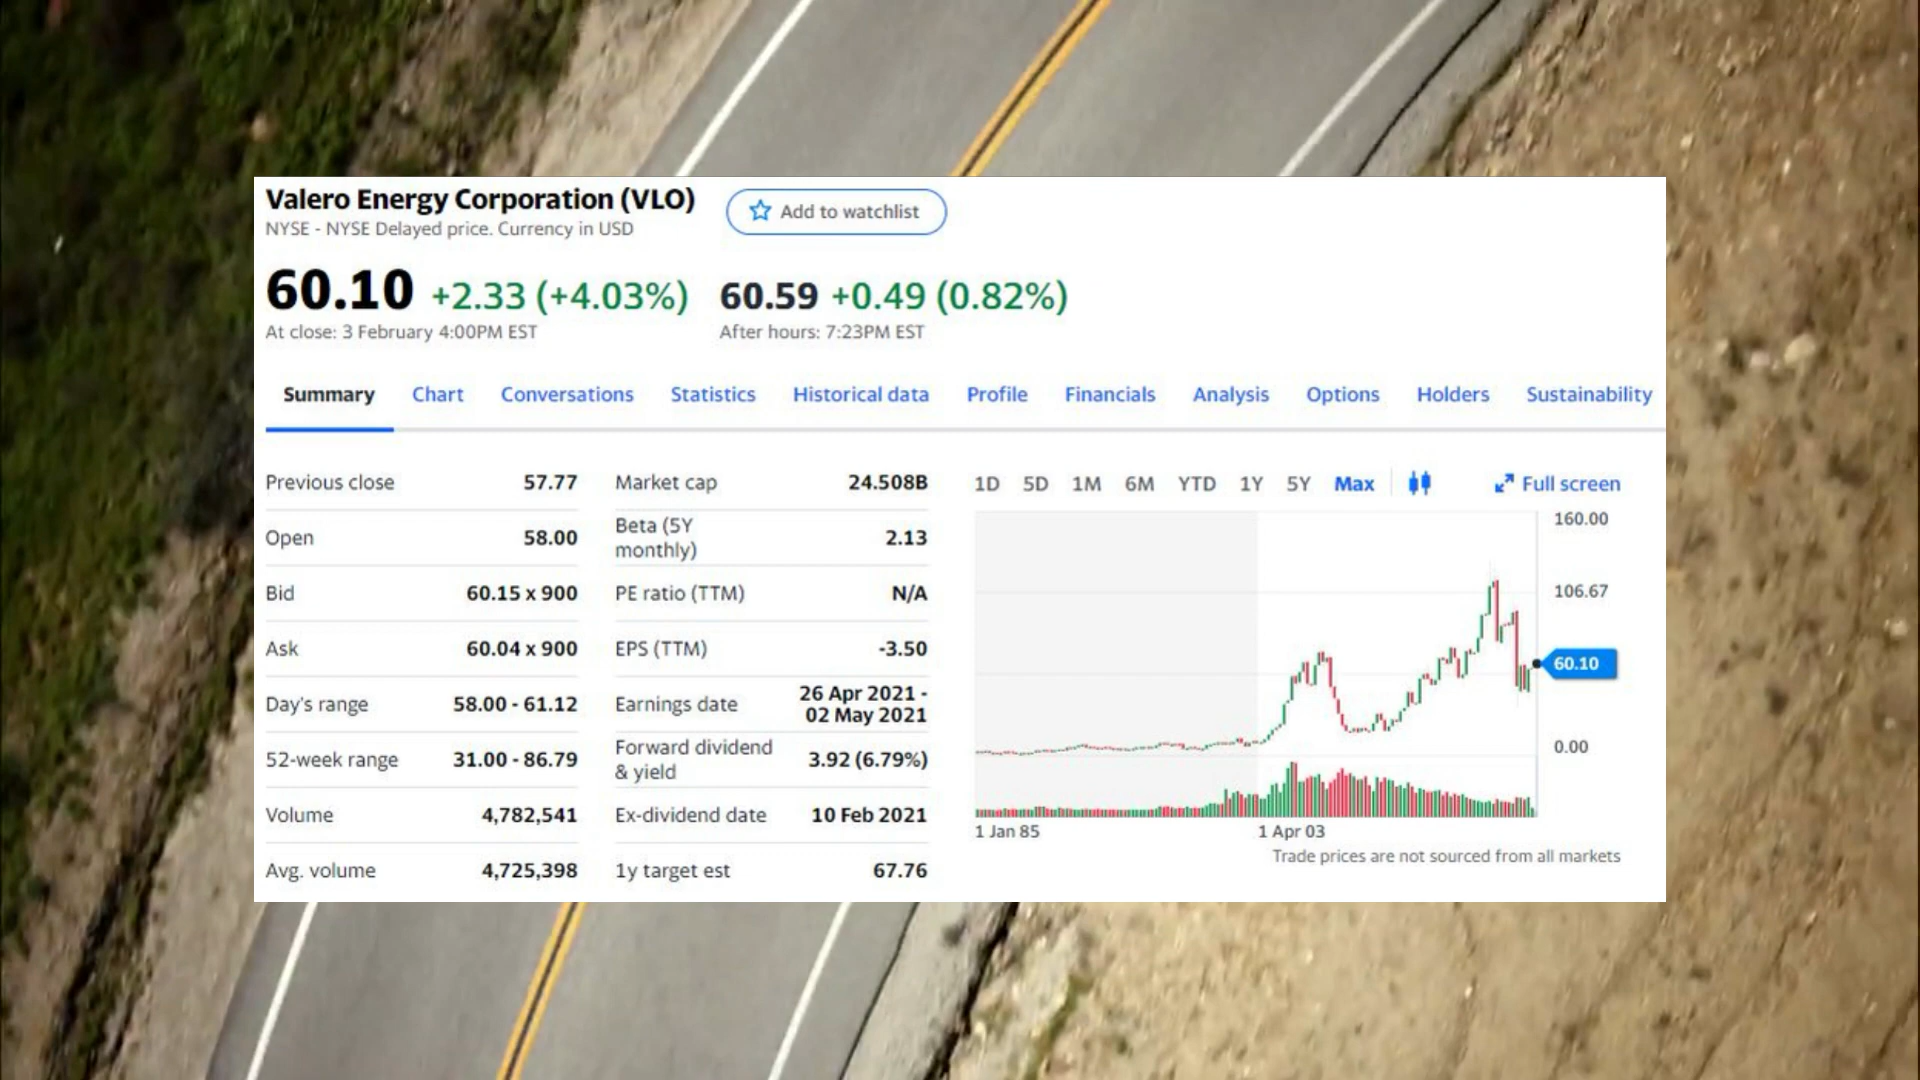 Valero Energy Corporation (VLO)
Add to watchlist
NYSE - NYSE Delayed price. Currency in USD
60.10 +2.33 (+4.03%) 60.59 +0.49 (0.82%)
At close: 3 February 4:00PM EST After hours: 7:23PM EST
Summary Chart Conversations Statistics Historical data Profile Financials Analysis Options Holders Sustainability
Previous close 57.77
Open 58.00
Bid 60.15 x 900
Ask 60.04 x 900
Day's range 58.00 - 61.12
52-week range 31.00 - 86.79
Volume 4,782,541
Avg. volume 4,725,398
Market cap 24.508B
Beta (5Y
monthly) 2.13
PE ratio (TTM) N/A
EPS (TTM) -3.50
Earnings date 26 Apr 2021 -
02 May 2021
Forward dividend
& yield 3.92 (6.79%)
Ex-dividend date 10 Feb 2021
1y target est 67.76
1D 5D 1M 6M YTD 1Y 5Y Max Full screen
160.00
106.67
60.10
0.00
1 Jan 85 1 Apr 03
Trade prices are not sourced from all markets